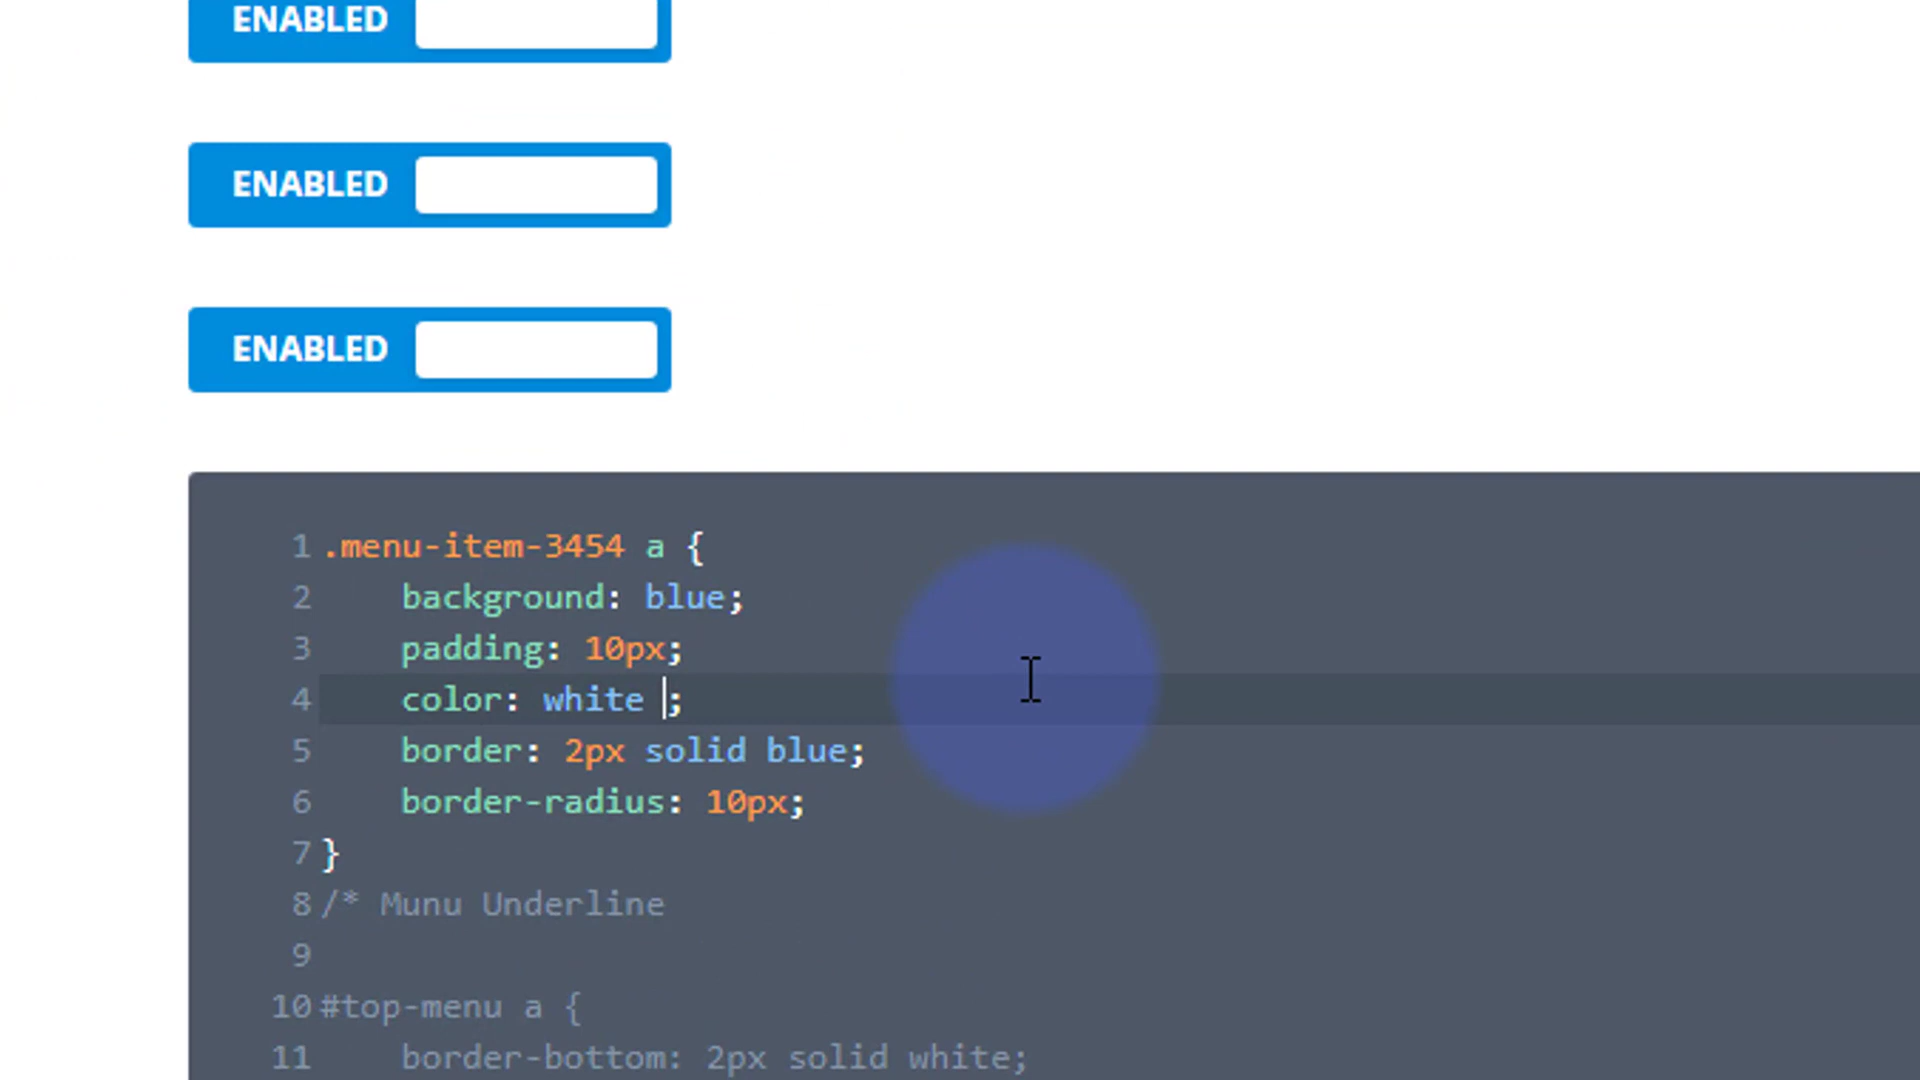 ENABLED
ENABLED
ENABLED
1 .menu-item-3454 a {
2 background: blue;
3 padding: 10px;
4 color: white ;
5 border: 2px solid blue;
6 border-radius: 10px;
7 }
8 /* Munu Underline
9
10 #top-menu a {
11 border-bottom: 2px solid white;